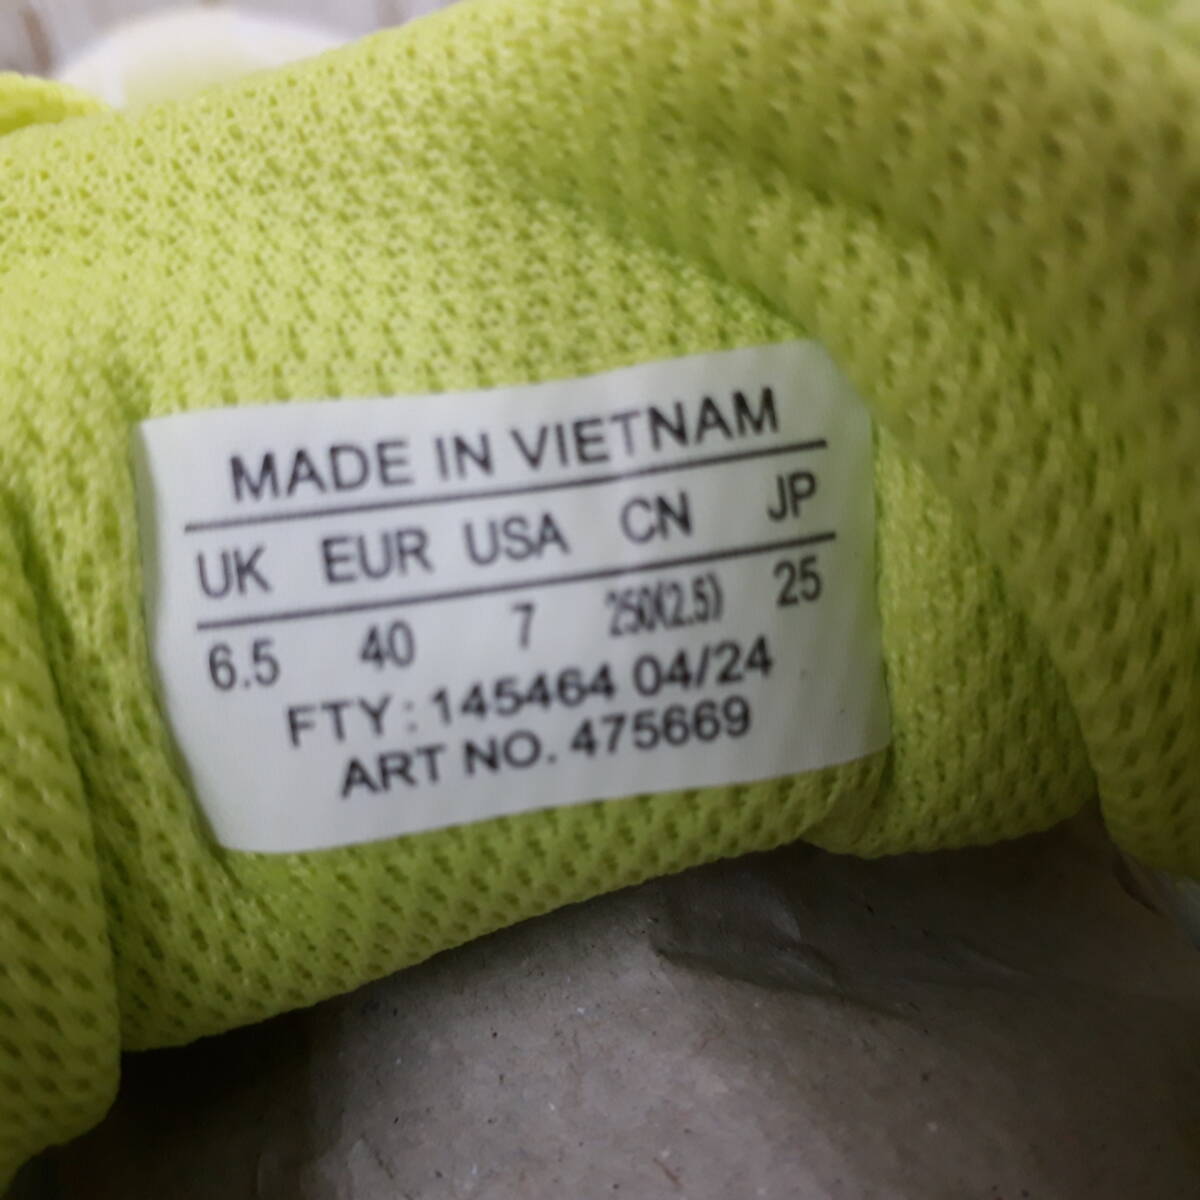 MADE IN VIETNAM
UK EUR USA CN JP
6.5 40 7 250(2.5) 25
FTY: 145464 04/24
ART NO. 475669